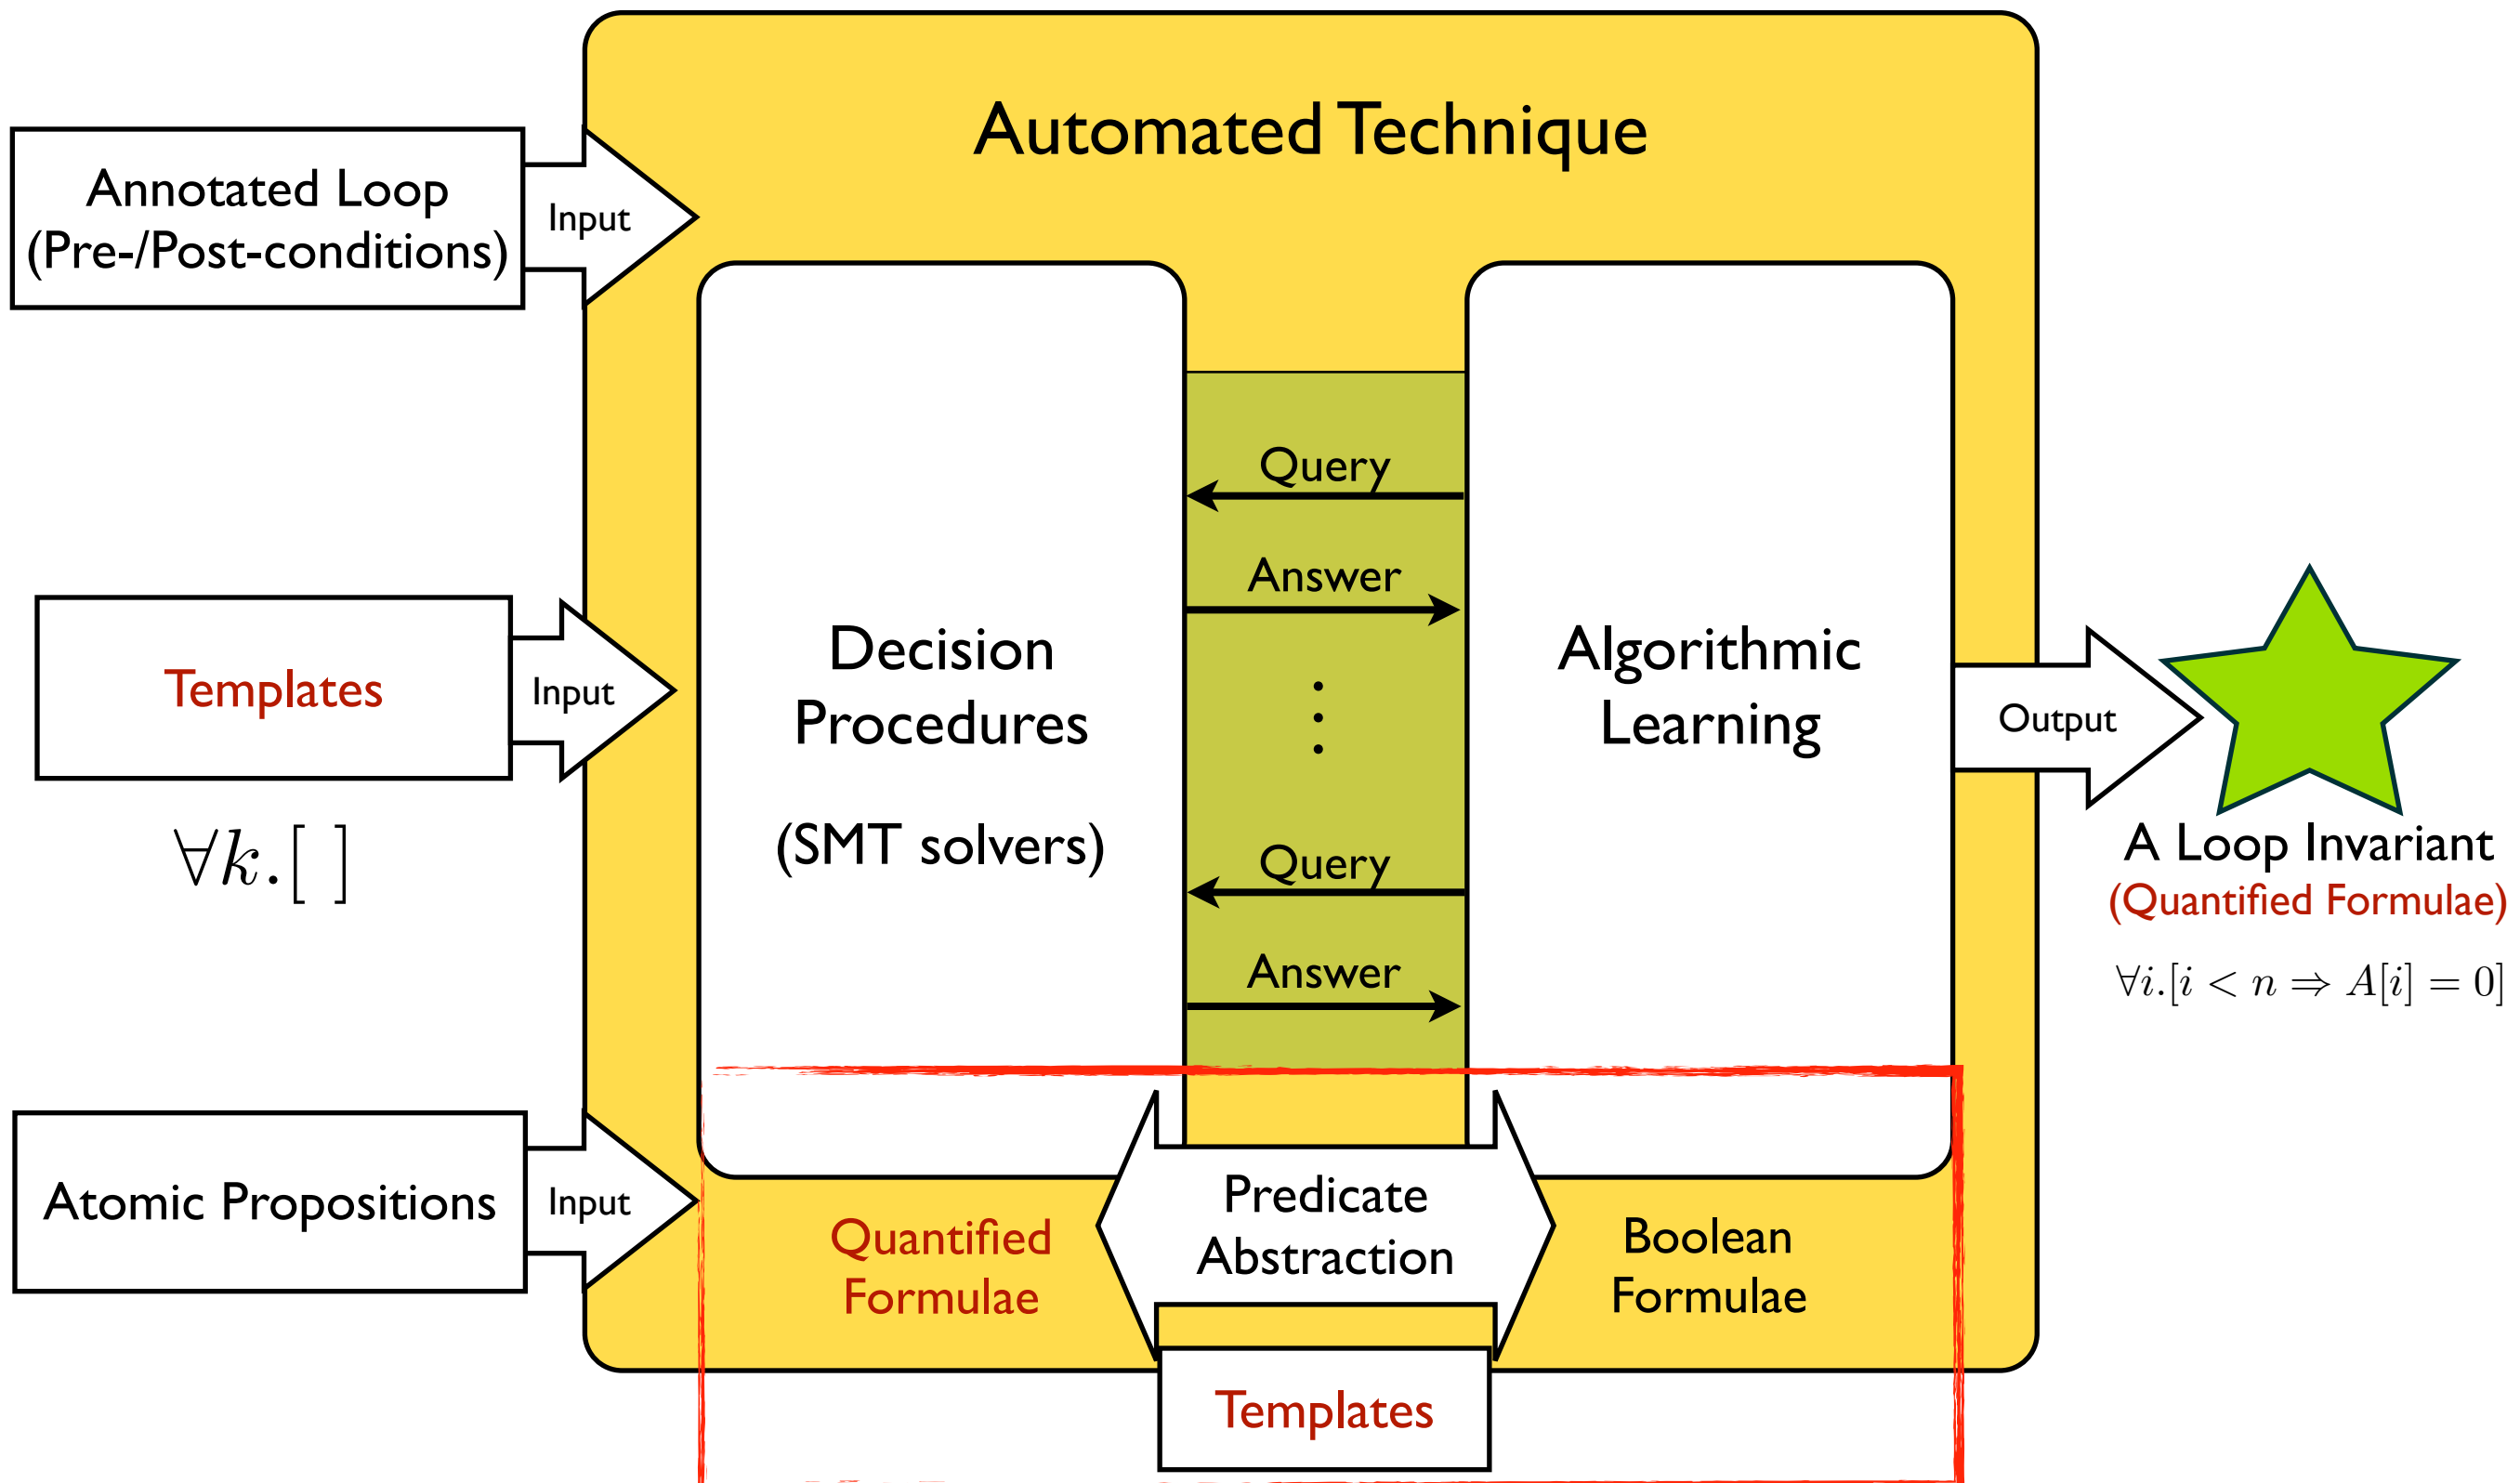 Automated Technique
Annotated Loop
(Pre-/Post-conditions)
Input
Templates
Input
∀k.[ ]
Atomic Propositions
Input
Decision
Procedures
(SMT solvers)
Query
Answer
⋮
Query
Answer
Algorithmic
Learning
Output
A Loop Invariant
(Quantified Formulae)
∀i.[i < n ⇒ A[i] = 0]
Quantified
Formulae
Predicate
Abstraction
Boolean
Formulae
Templates